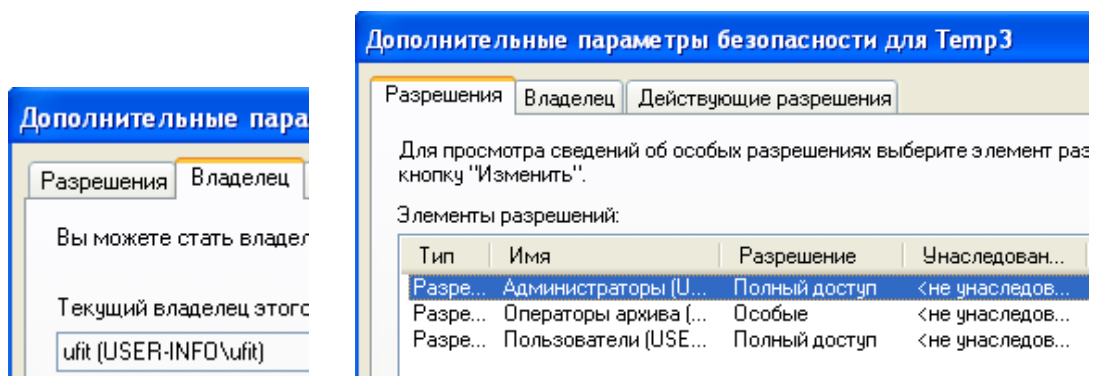 Дополнительные пара
Разрешения Владелец
Вы можете стать владел
Текущий владелец этого
ufit (USER-INFO\ufit)
Дополнительные параметры безопасности для Temp3
Разрешения Владелец Действующие разрешения
Для просмотра сведений об особых разрешениях выберите элемент раз
кнопку "Изменить".
Элементы разрешений:
Тип Имя Разрешение Унаследован...
Разре... Администраторы (U... Полный доступ <не унаследов...
Разре... Операторы архива (... Особые <не унаследов...
Разре... Пользователи (USE... Полный доступ <не унаследов...